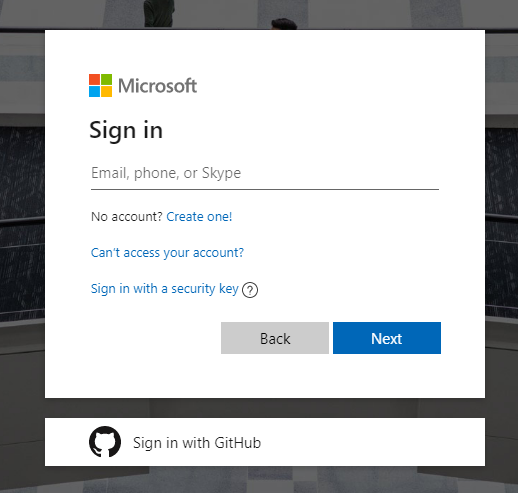 Microsoft
Sign in
Email, phone, or Skype
No account? Create one!
Can't access your account?
Sign in with a security key ?
Back Next
Sign in with GitHub